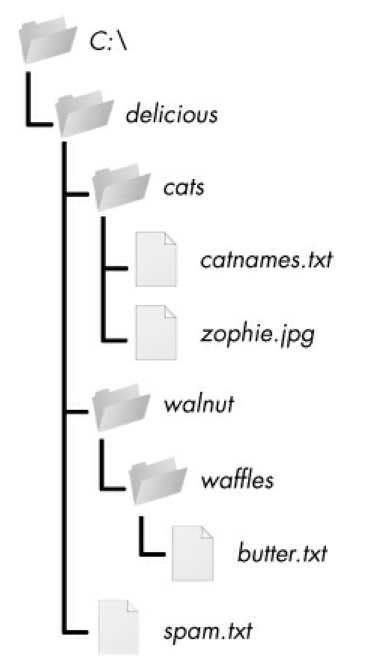 C:\
delicious
cats
catnames.txt
zophie.jpg
walnut
waffles
butter.txt
spam.txt